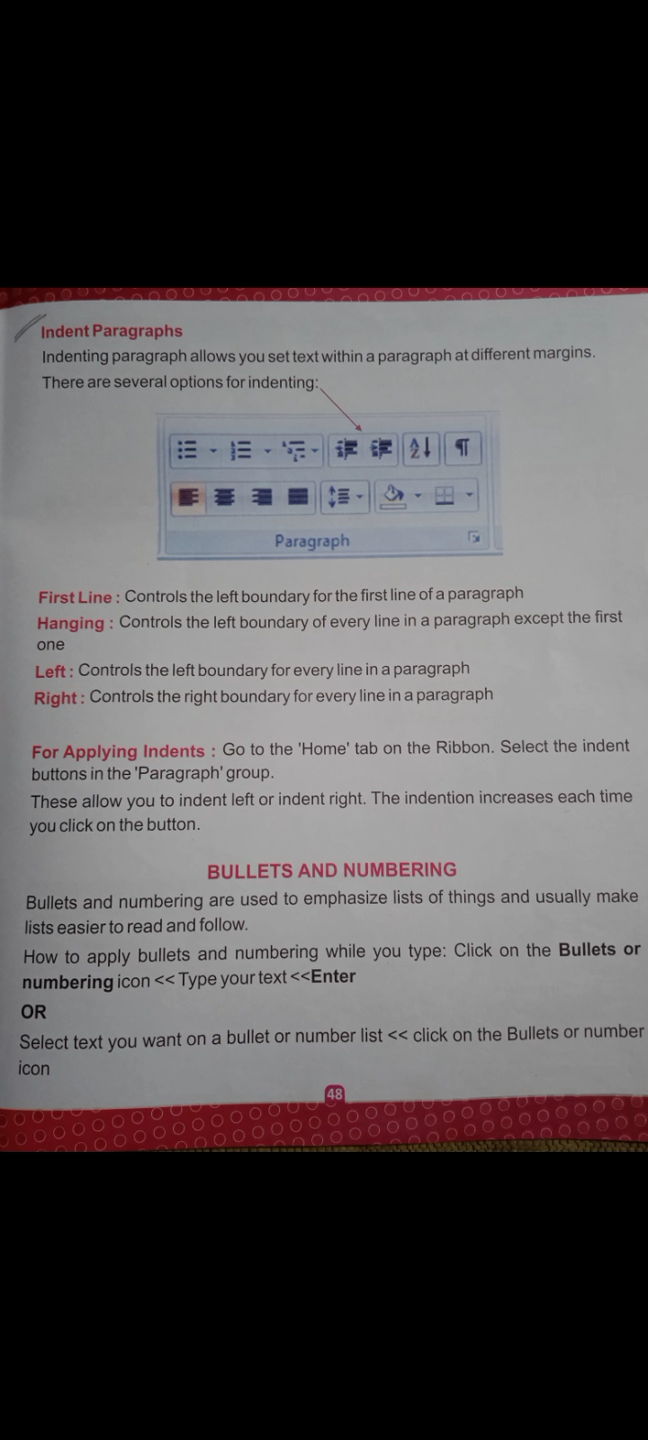 Indent Paragraphs
Indenting paragraph allows you set text within a paragraph at different margins.
There are several options for indenting:
Paragraph
First Line : Controls the left boundary for the first line of a paragraph
Hanging : Controls the left boundary of every line in a paragraph except the first
one
Left : Controls the left boundary for every line in a paragraph
Right : Controls the right boundary for every line in a paragraph
For Applying Indents : Go to the 'Home' tab on the Ribbon. Select the indent
buttons in the 'Paragraph' group.
These allow you to indent left or indent right. The indention increases each time
you click on the button.
BULLETS AND NUMBERING
Bullets and numbering are used to emphasize lists of things and usually make
lists easier to read and follow.
How to apply bullets and numbering while you type: Click on the Bullets or
numbering icon << Type your text <<Enter
OR
Select text you want on a bullet or number list << click on the Bullets or number
icon
48